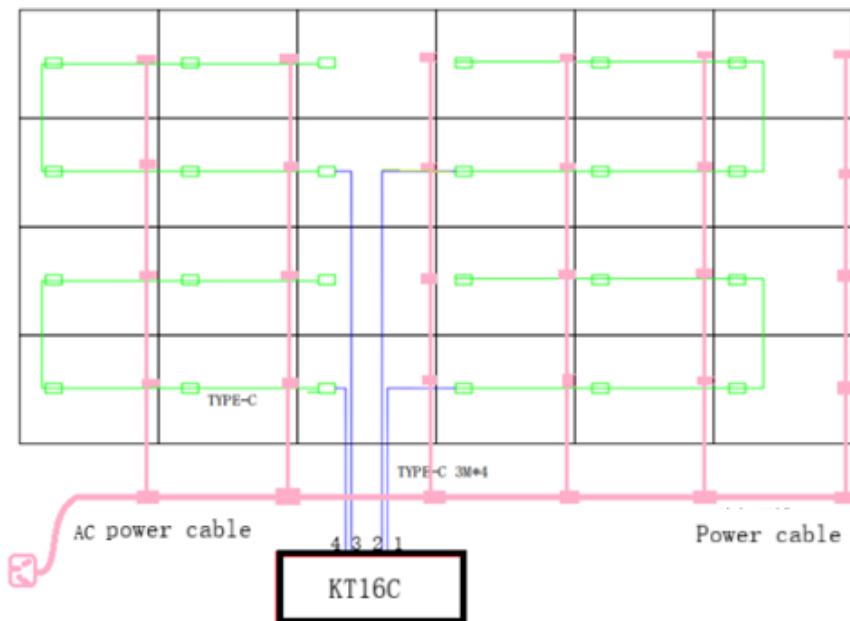 TYPE-C
TYPE-C 3M*4
AC power cable
Power cable
4 3 2 1
KT16C